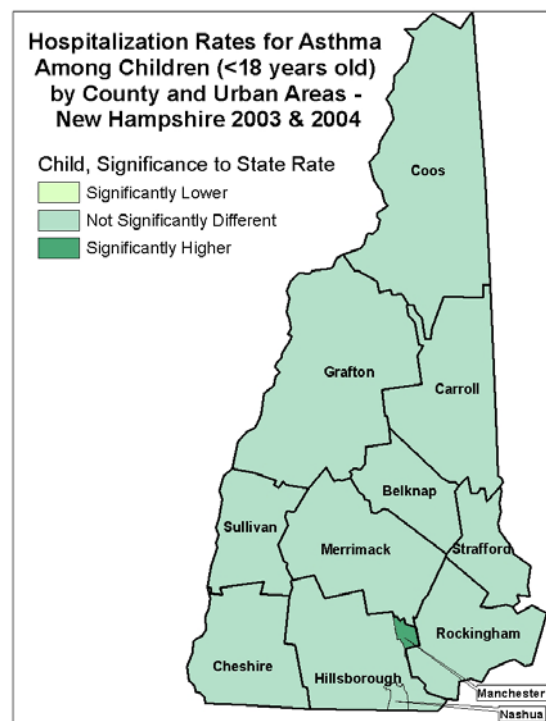 Hospitalization Rates for Asthma
Among Children (<18 years old)
by County and Urban Areas -
New Hampshire 2003 & 2004
Child, Significance to State Rate
Significantly Lower
Not Significantly Different
Significantly Higher
Coos
Grafton
Carroll
Belknap
Sullivan
Merrimack
Strafford
Rockingham
Cheshire
Hillsborough
Manchester
Nashua